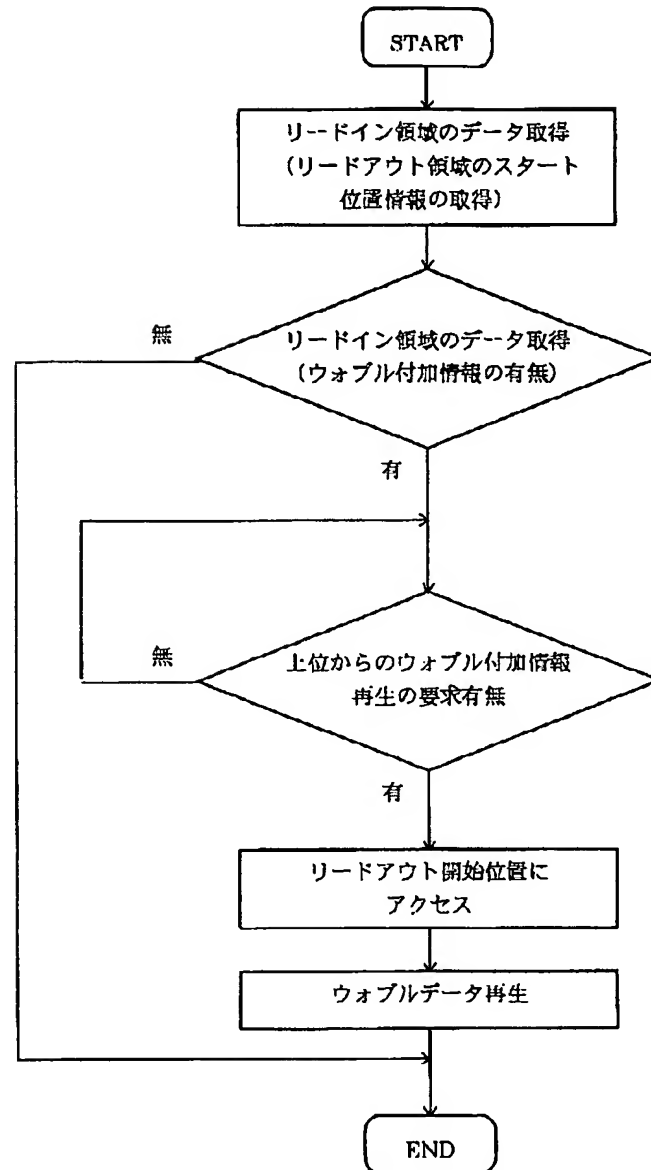 START
リードイン領域のデータ取得
(リードアウト領域のスタート
位置情報の取得)
無
リードイン領域のデータ取得
(ウォブル付加情報の有無)
有
無
上位からのウォブル付加情報
再生の要求有無
有
リードアウト開始位置に
アクセス
ウォブルデータ再生
END